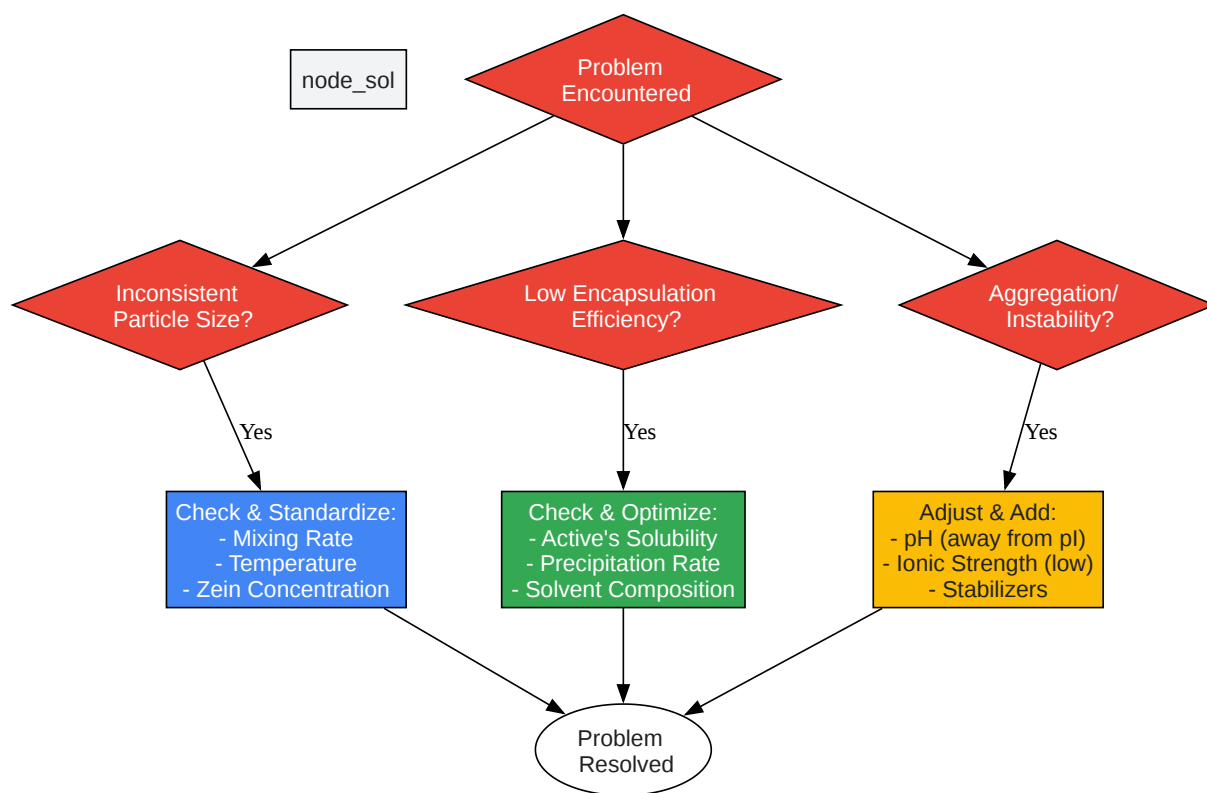 node_sol
Problem
Encountered
Inconsistent
Particle Size?
Low Encapsulation
Efficiency?
Aggregation/
Instability?
Yes
Yes
Yes
Check & Standardize:
- Mixing Rate
- Temperature
- Zein Concentration
Check & Optimize:
- Active's Solubility
- Precipitation Rate
- Solvent Composition
Adjust & Add:
- pH (away from pI)
- Ionic Strength (low)
- Stabilizers
Problem
Resolved